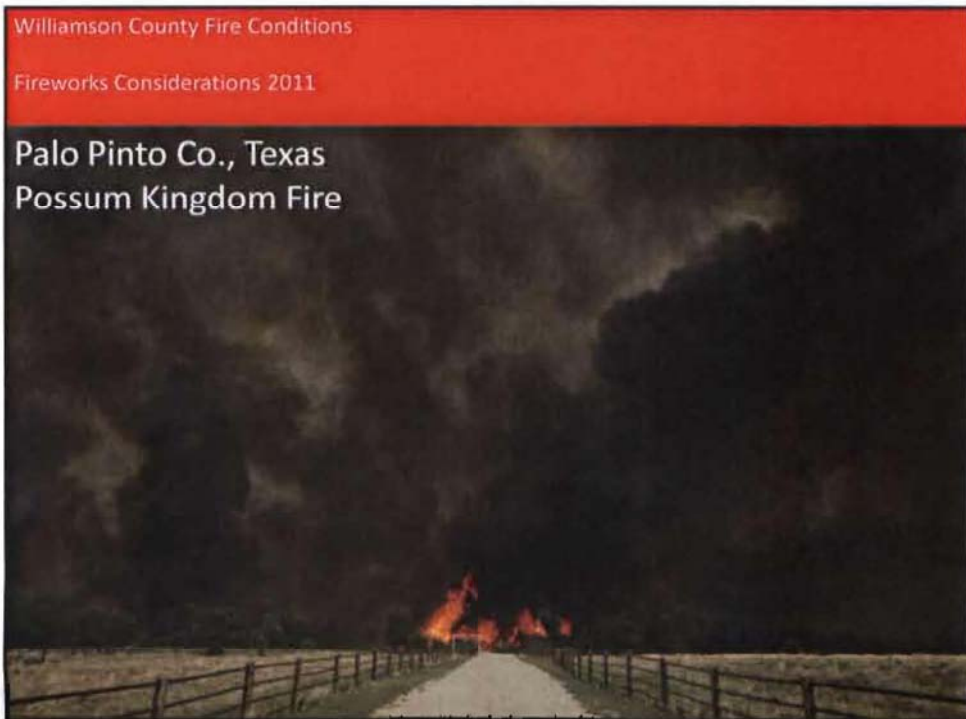 Williamson County Fire Conditions
Fireworks Considerations 2011
Palo Pinto Co., Texas
Possum Kingdom Fire